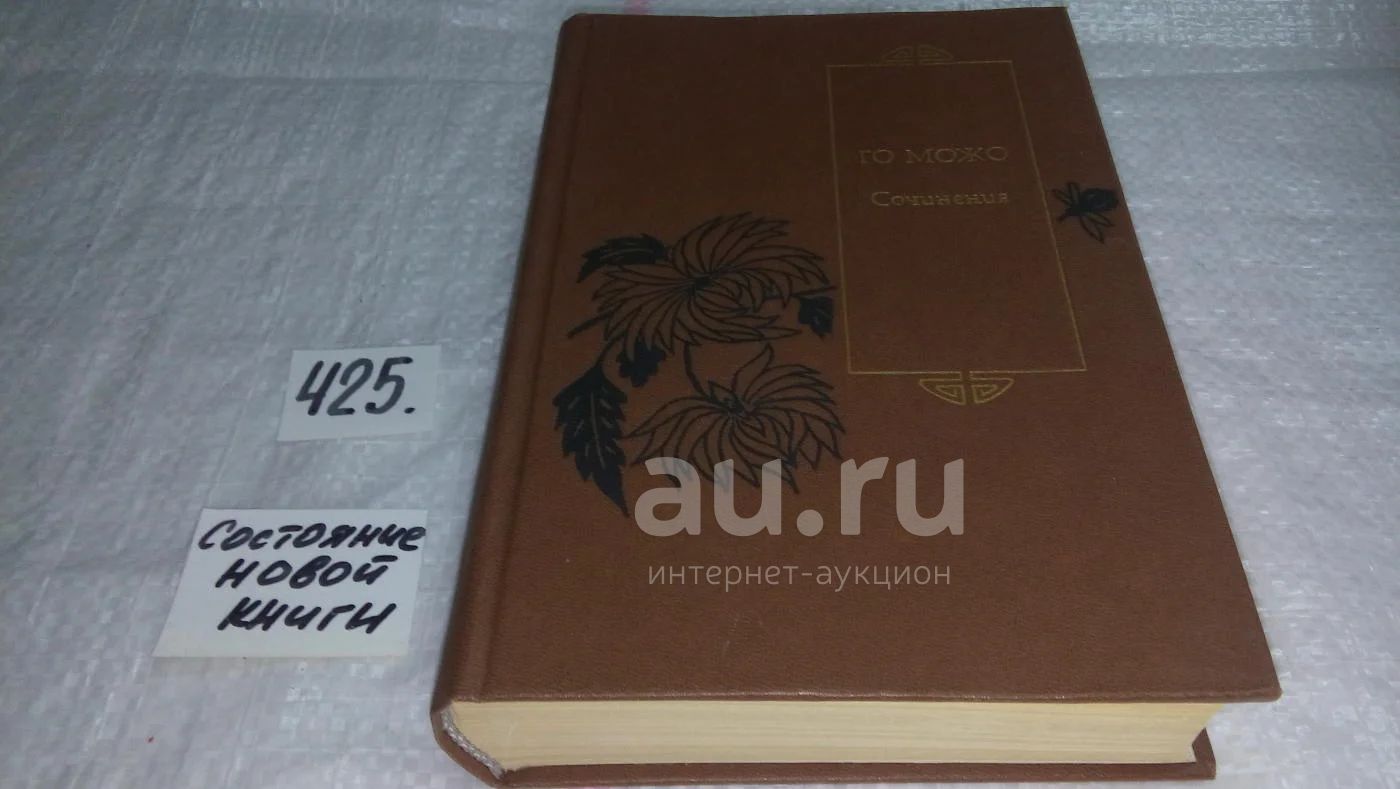 ГО МОЖО
Сочинения
425.
Состояние
новой
книги
au.ru
интернет-аукцион